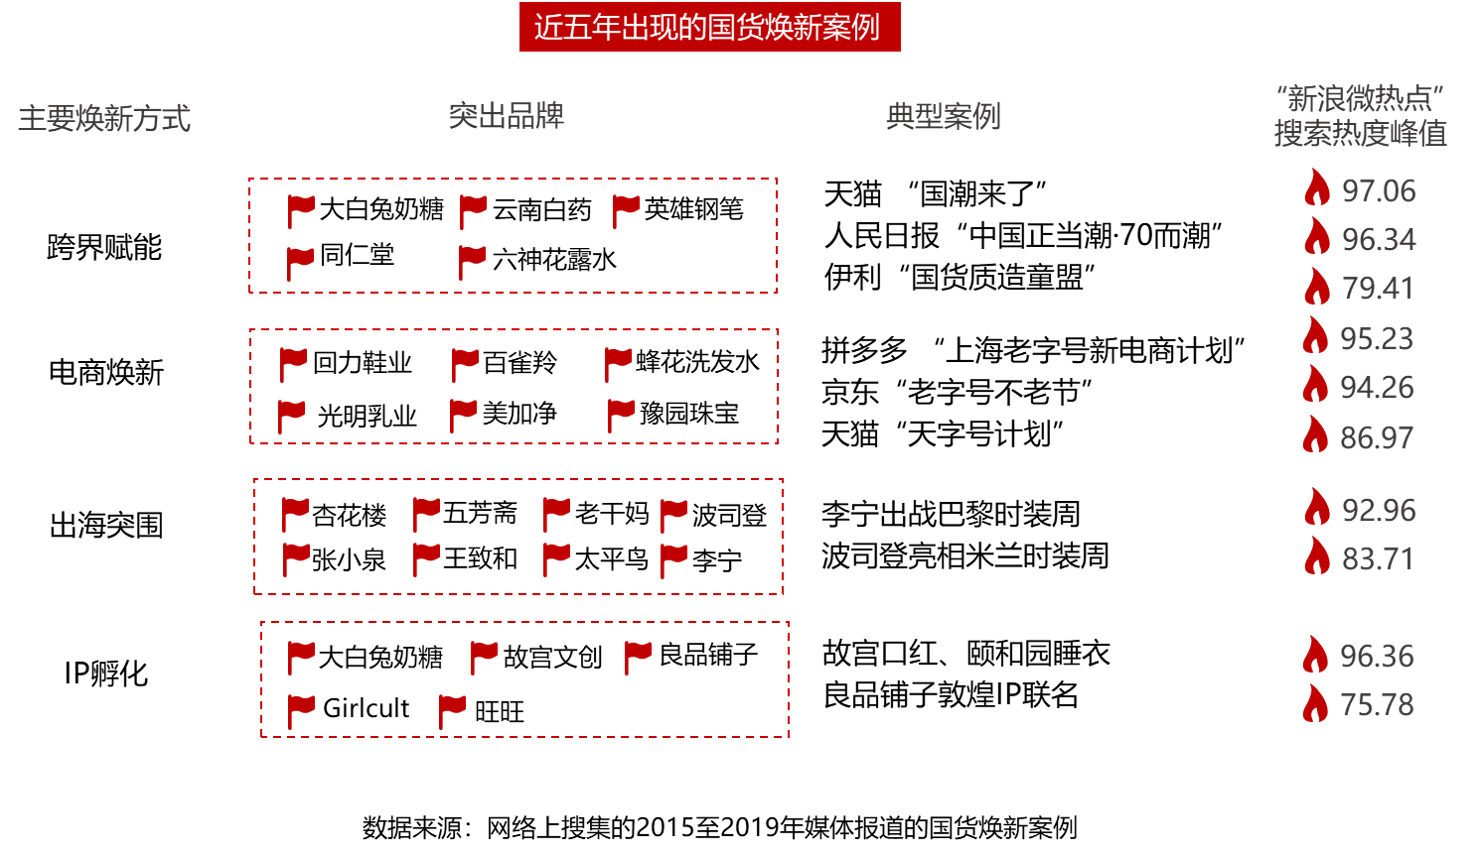 近五年出现的国货焕新案例
主要焕新方式
突出品牌
典型案例
“新浪微热点”
搜索热度峰值
跨界赋能
大白兔奶糖 云南白药 英雄钢笔
同仁堂 六神花露水
天猫 “国潮来了”
人民日报“中国正当潮·70而潮”
伊利“国货质造童盟”
97.06
96.34
79.41
电商焕新
回力鞋业 百雀羚 蜂花洗发水
光明乳业 美加净 豫园珠宝
拼多多 “上海老字号新电商计划”
京东“老字号不老节”
天猫“天字号计划”
95.23
94.26
86.97
出海突围
杏花楼 五芳斋 老干妈 波司登
张小泉 王致和 太平鸟 李宁
李宁出战巴黎时装周
波司登亮相米兰时装周
92.96
83.71
IP孵化
大白兔奶糖 故宫文创 良品铺子
Girlcult 旺旺
故宫口红、颐和园睡衣
良品铺子敦煌IP联名
96.36
75.78
数据来源：网络上搜集的2015至2019年媒体报道的国货焕新案例